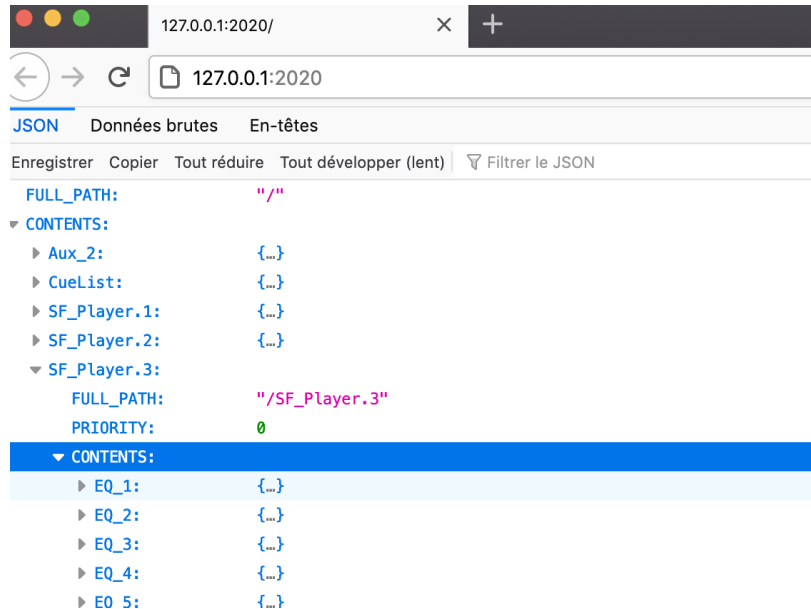 127.0.0.1:2020/
127.0.0.1:2020
JSON Données brutes En-têtes
Enregistrer Copier Tout réduire Tout développer (lent) Filtrer le JSON
FULL_PATH: "/"
CONTENTS:
Aux_2: {…}
CueList: {…}
SF_Player.1: {…}
SF_Player.2: {…}
SF_Player.3:
FULL_PATH: "/SF_Player.3"
PRIORITY: 0
CONTENTS:
EQ_1: {…}
EQ_2: {…}
EQ_3: {…}
EQ_4: {…}
EQ_5: {…}